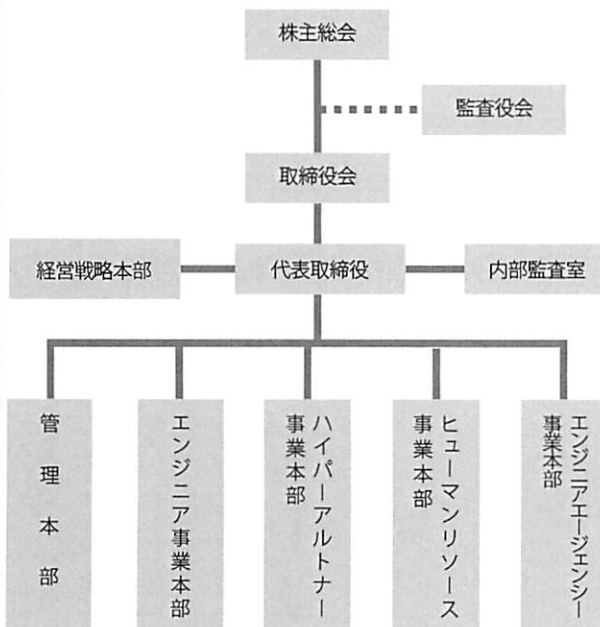 株主総会
監査役会
取締役会
経営戦略本部
代表取締役
内部監査室
管理本部
エンジニア事業本部
ハイパーアルトナー
事業本部
ヒューマンリソース
事業本部
エンジニアエージェンシー
事業本部